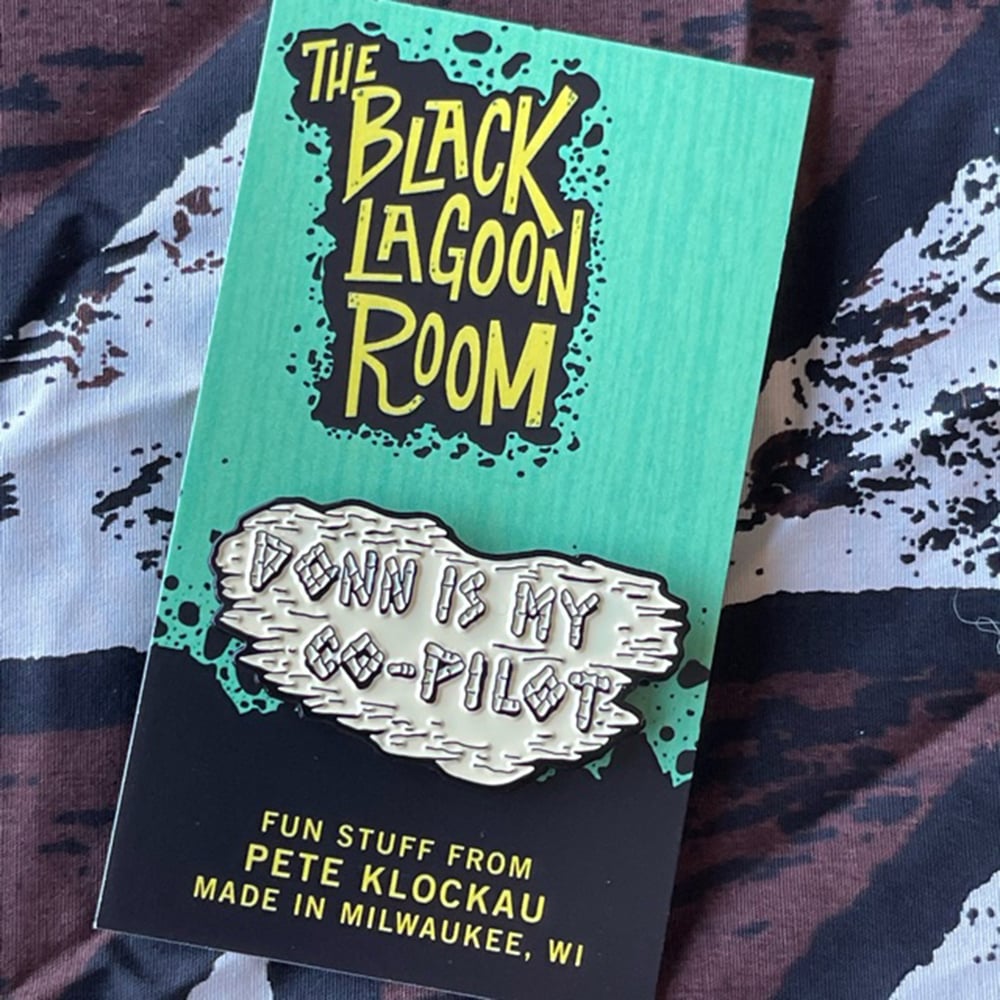 THE
BLACK
LAGOON
ROOM
DONN IS MY
CO-PILOT
FUN STUFF FROM
PETE KLOCKAU
MADE IN MILWAUKEE, WI